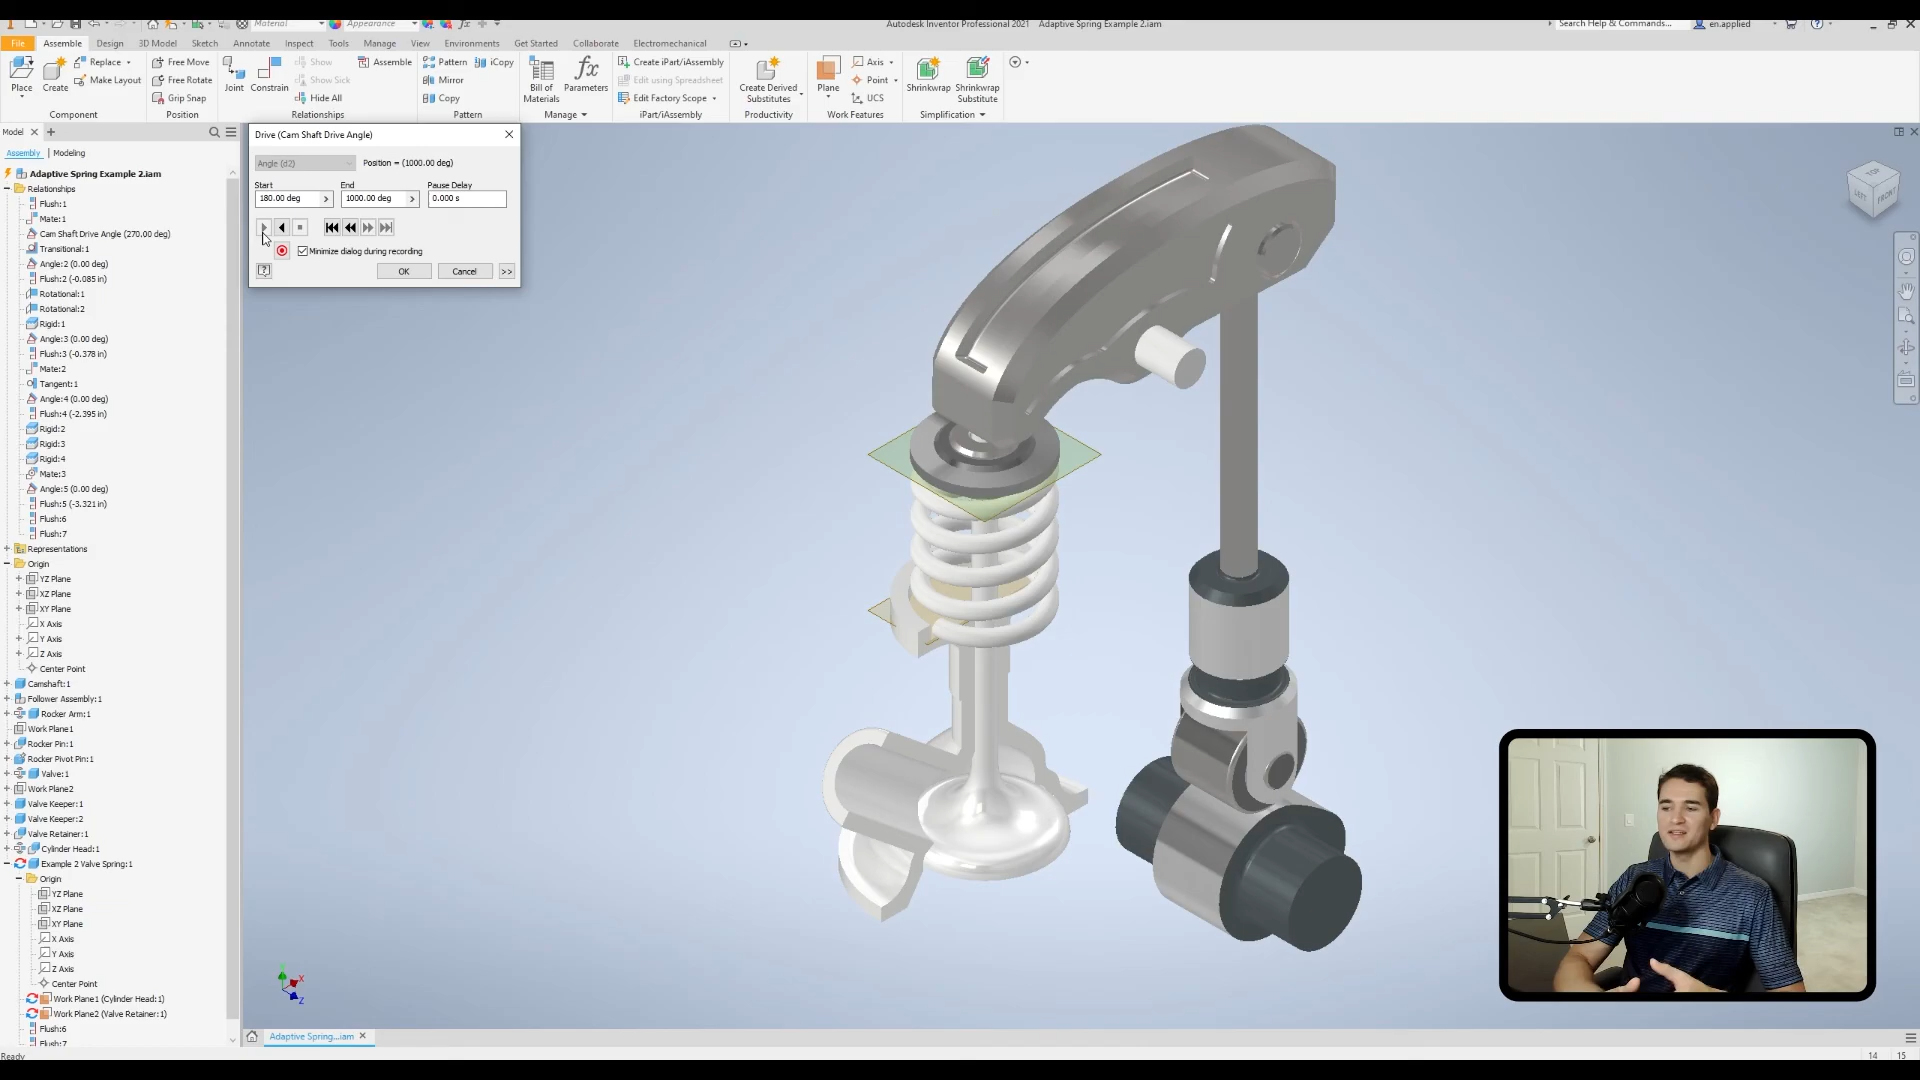 Material
Appearance
Autodesk Inventor Professional 2021 Adaptive Spring Example 2.iam
Search Help & Commands...
en.applied
File
Assemble
Design
3D Model
Sketch
Annotate
Inspect
Tools
Manage
View
Environments
Get Started
Collaborate
Electromechanical
Place
Create
Replace
Make Layout
Component
Free Move
Free Rotate
Grip Snap
Position
Joint
Constrain
Show
Show Sick
Hide All
Relationships
Assemble
Pattern
Mirror
Copy
iCopy
Pattern
Bill of
Materials
Parameters
Manage
Create iPart/iAssembly
Edit using Spreadsheet
Edit Factory Scope
iPart/iAssembly
Create Derived
Substitutes
Productivity
Plane
Axis
Point
UCS
Work Features
Shrinkwrap
Shrinkwrap
Substitute
Simplification
Model
Assembly
Modeling
Adaptive Spring Example 2.iam
Relationships
Flush:1
Mate:1
Cam Shaft Drive Angle (270.00 deg)
Transitional:1
Angle:2 (0.00 deg)
Flush:2 (-0.085 in)
Rotational:1
Rotational:2
Rigid:1
Angle:3 (0.00 deg)
Flush:3 (-0.378 in)
Mate:2
Tangent:1
Angle:4 (0.00 deg)
Flush:4 (-2.395 in)
Rigid:2
Rigid:3
Rigid:4
Mate:3
Angle:5 (0.00 deg)
Flush:5 (-3.321 in)
Flush:6
Flush:7
Representations
Origin
YZ Plane
XZ Plane
XY Plane
X Axis
Y Axis
Z Axis
Center Point
Camshaft:1
Follower Assembly:1
Rocker Arm:1
Work Plane1
Rocker Pin:1
Rocker Pivot Pin:1
Valve:1
Work Plane2
Valve Keeper:1
Valve Keeper:2
Valve Retainer:1
Cylinder Head:1
Example 2 Valve Spring:1
Origin
YZ Plane
XZ Plane
XY Plane
X Axis
Y Axis
Z Axis
Center Point
Work Plane1 (Cylinder Head:1)
Work Plane2 (Valve Retainer:1)
Flush:6
Flush:7
Ready
Drive (Cam Shaft Drive Angle)
Angle (d2)
Position = (1000.00 deg)
Start
End
Pause Delay
180.00 deg
1000.00 deg
0.000 s
Minimize dialog during recording
OK
Cancel
>>
TOP
LEFT
FRONT
X
Z
Adaptive Spring....iam
14 15